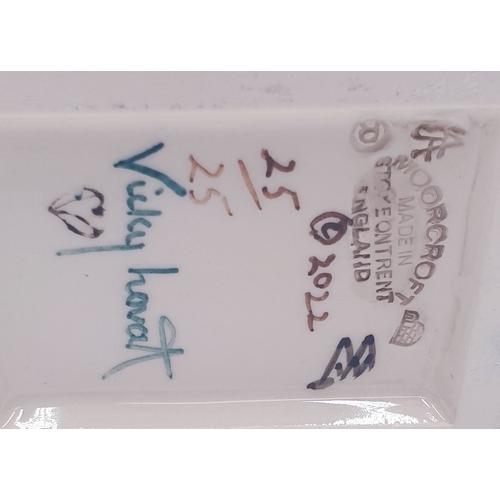 MOORCROFT
MADE IN
STOKE ON TRENT
ENGLAND
© 2022
25
25
Vicky Lovatt